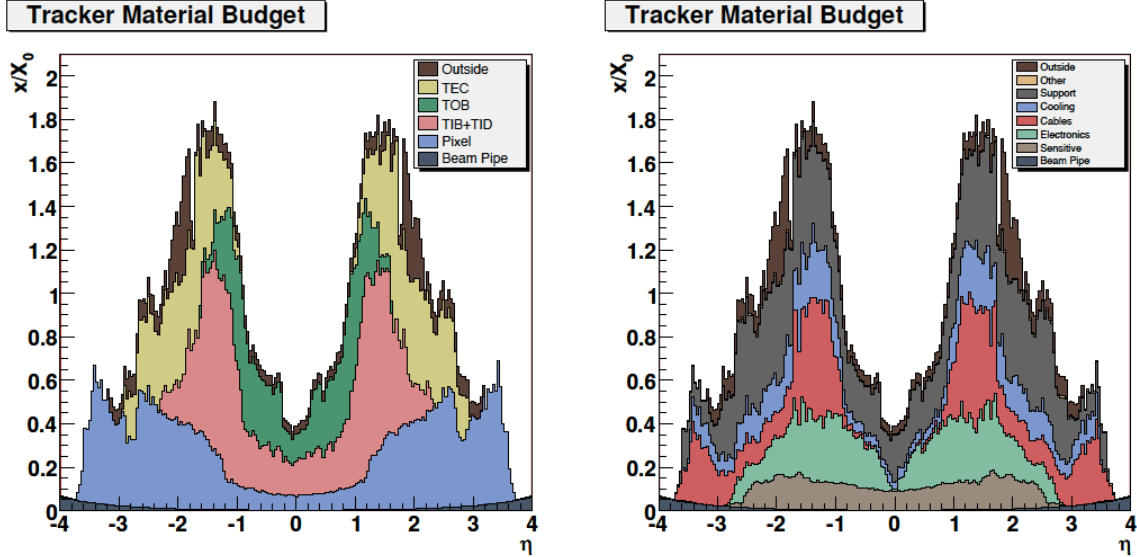 Tracker Material Budget
x/X0
2
1.8
1.6
1.4
1.2
1
0.8
0.6
0.4
0.2
0
-4 -3 -2 -1 0 1 2 3 4
η
Outside
TEC
TOB
TIB+TID
Pixel
Beam Pipe
Tracker Material Budget
x/X0
2
1.8
1.6
1.4
1.2
1
0.8
0.6
0.4
0.2
0
-4 -3 -2 -1 0 1 2 3 4
η
Outside
Other
Support
Cooling
Cables
Electronics
Sensitive
Beam Pipe